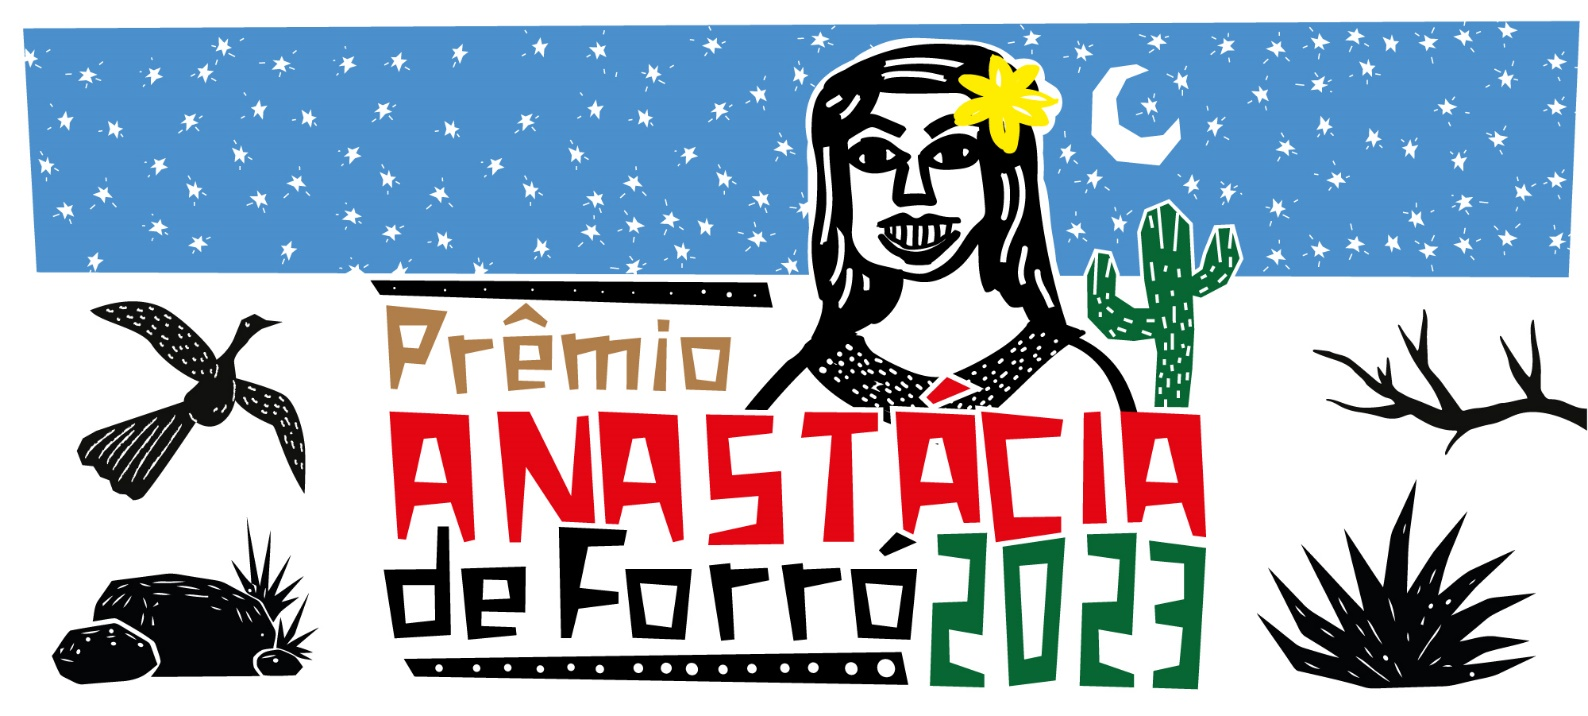 Prêmio
ANASTÁCIA
de Forró 2023